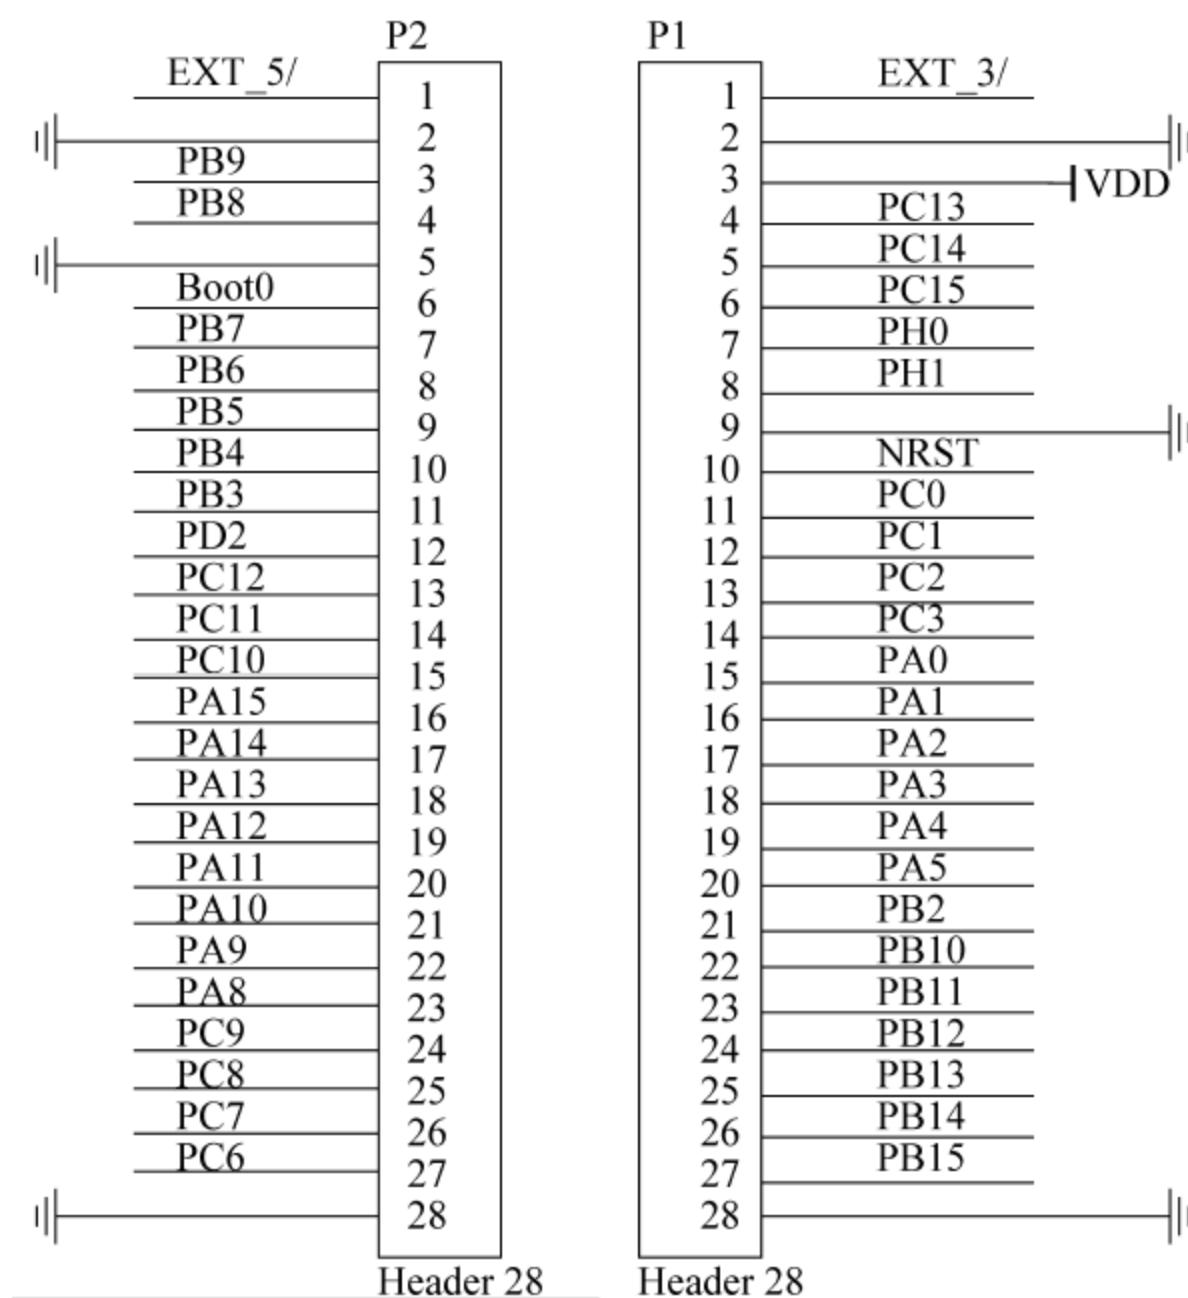 P2
EXT_5/
1
2
PB9
3
PB8
4
5
Boot0
6
PB7
7
PB6
8
PB5
9
PB4
10
PB3
11
PD2
12
PC12
13
PC11
14
PC10
15
PA15
16
PA14
17
PA13
18
PA12
19
PA11
20
PA10
21
PA9
22
PA8
23
PC9
24
PC8
25
PC7
26
PC6
27
28
Header 28
P1
1 EXT_3/
2
3 VDD
4 PC13
5 PC14
6 PC15
7 PH0
8 PH1
9
10 NRST
11 PC0
12 PC1
13 PC2
14 PC3
15 PA0
16 PA1
17 PA2
18 PA3
19 PA4
20 PA5
21 PB2
22 PB10
23 PB11
24 PB12
25 PB13
26 PB14
27 PB15
28
Header 28